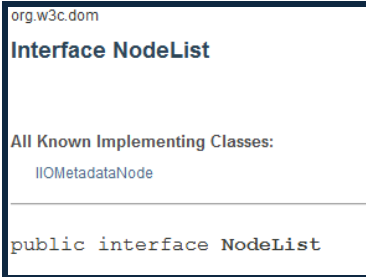 org.w3c.dom
Interface NodeList
All Known Implementing Classes:
IIOMetadataNode
public interface NodeList